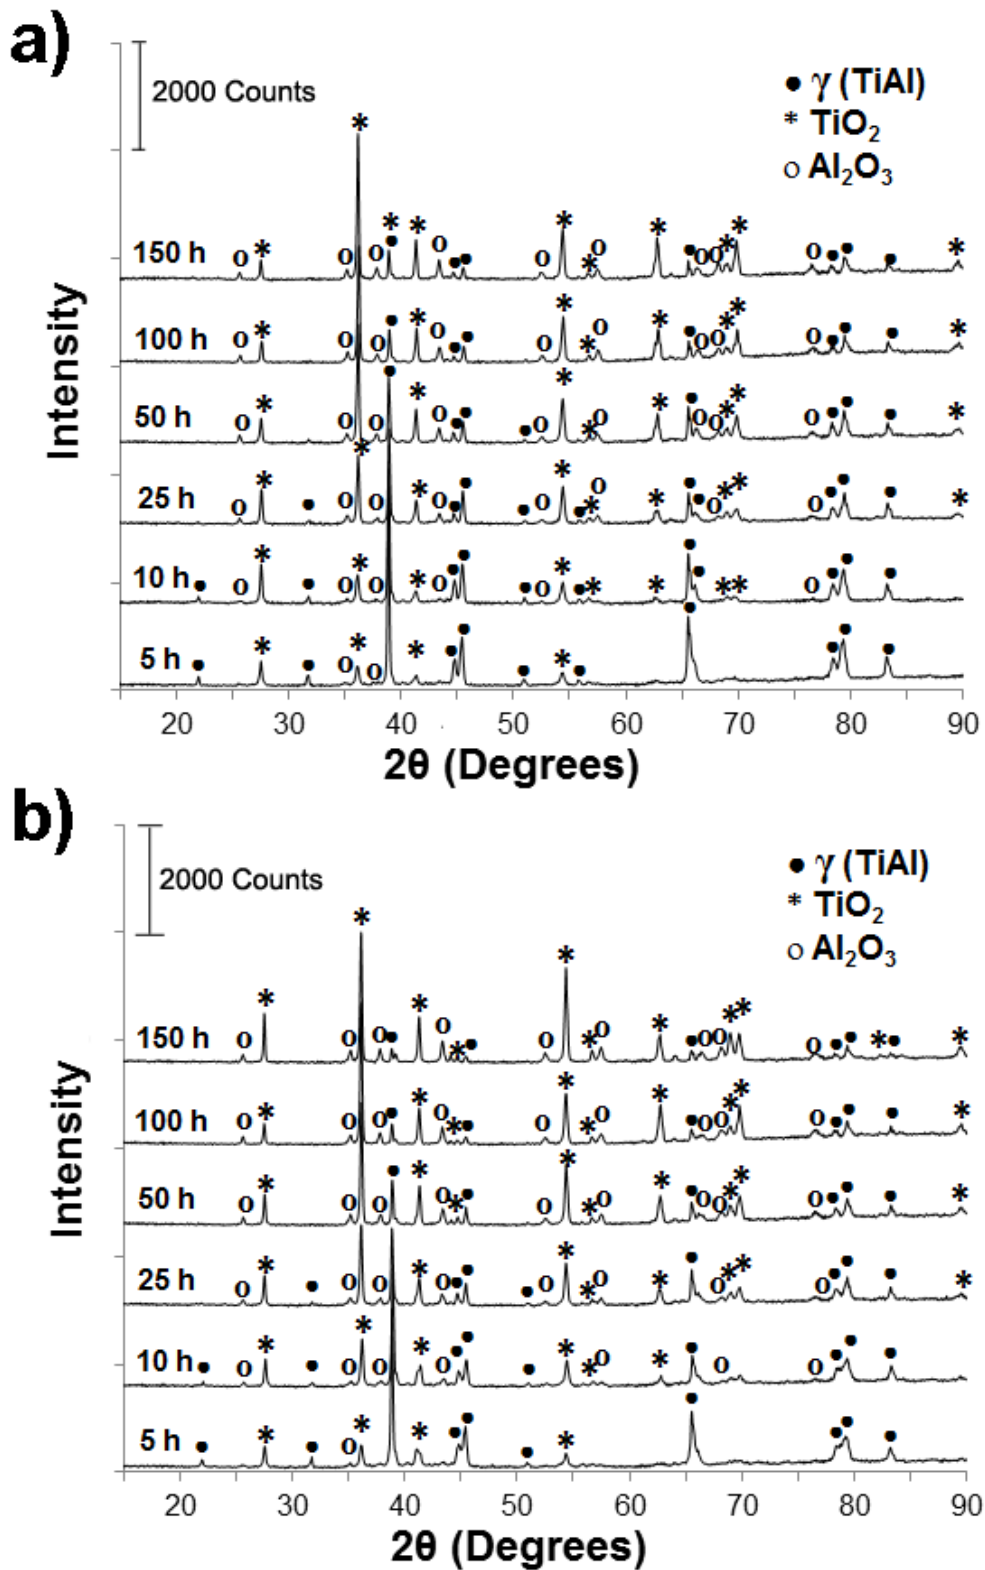 a)
2000 Counts
● γ (TiAl)
* TiO₂
o Al₂O₃
150 h
100 h
50 h
25 h
10 h
5 h
Intensity
20 30 40 50 60 70 80 90
2θ (Degrees)
b)
2000 Counts
● γ (TiAl)
* TiO₂
o Al₂O₃
150 h
100 h
50 h
25 h
10 h
5 h
Intensity
20 30 40 50 60 70 80 90
2θ (Degrees)